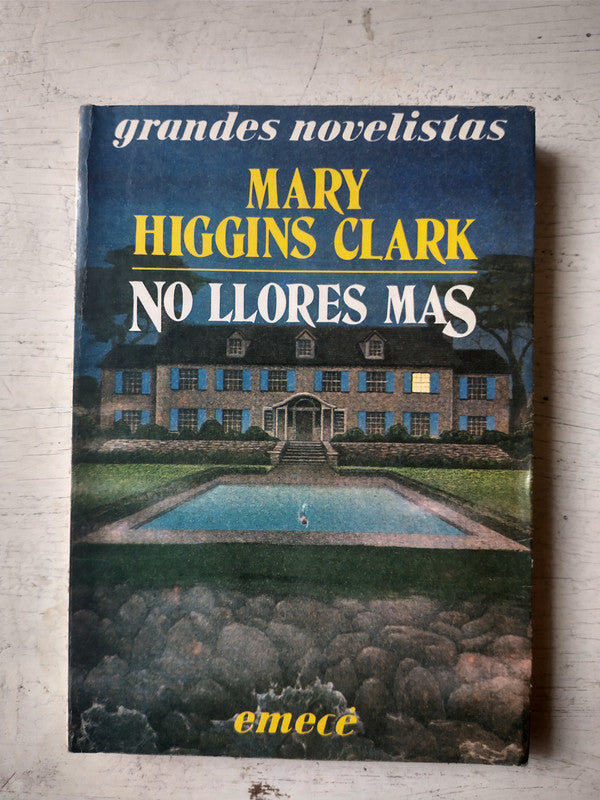 grandes novelistas
MARY
HIGGINS CLARK
NO LLORES MAS
emecé